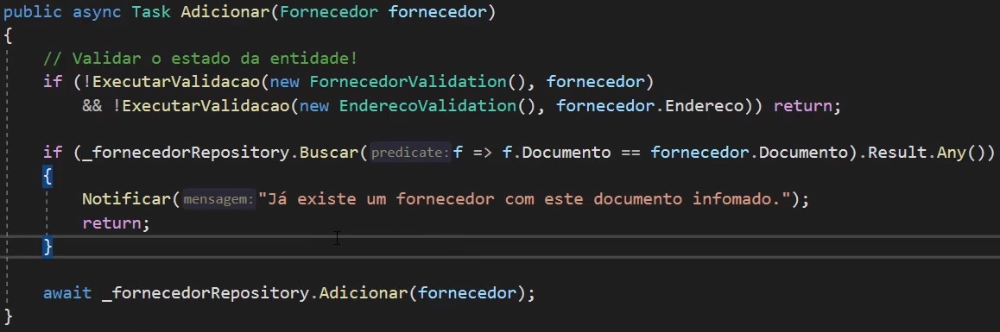 public async Task Adicionar(Fornecedor fornecedor)
{
// Validar o estado da entidade!
if (!ExecutarValidacao(new FornecedorValidation(), fornecedor)
&& !ExecutarValidacao(new EnderecoValidation(), fornecedor.Endereco)) return;
if (_fornecedorRepository.Buscar(predicate: f => f.Documento == fornecedor.Documento).Result.Any())
{
Notificar(mensagem: "Já existe um fornecedor com este documento infomado.");
return;
}
await _fornecedorRepository.Adicionar(fornecedor);
}